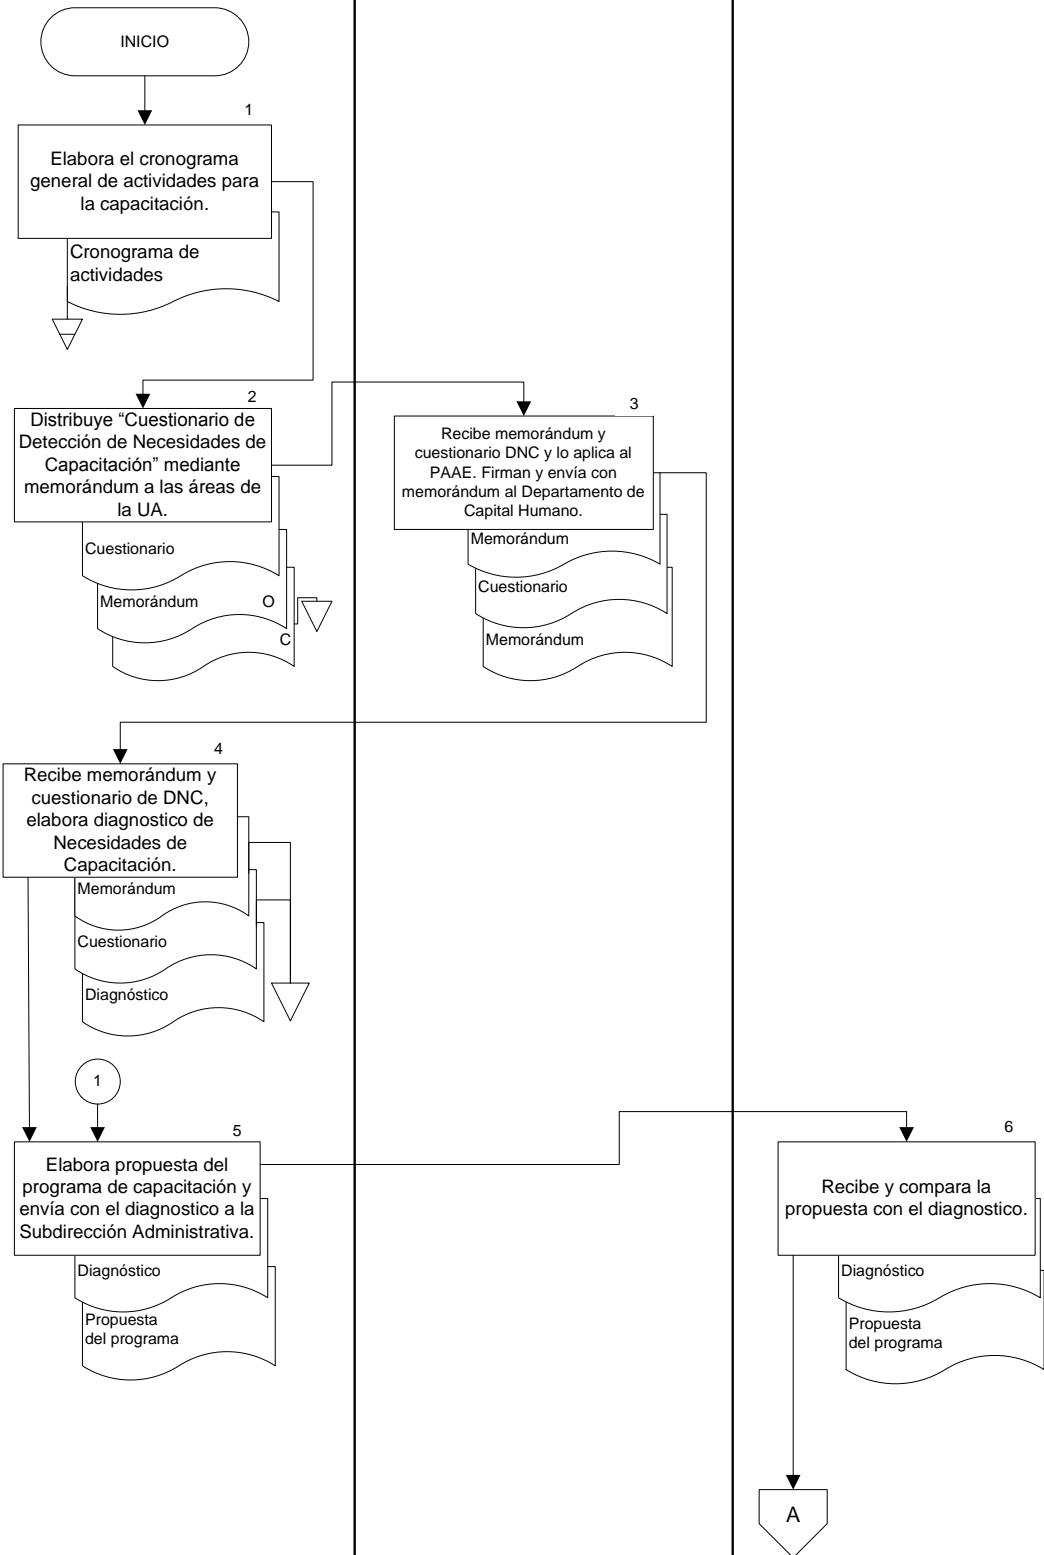 INICIO
1
Elabora el cronograma
general de actividades para
la capacitación.
Cronograma de
actividades
2
Distribuye “Cuestionario de
Detección de Necesidades de
Capacitación” mediante
memorándum a las áreas de
la UA.
Cuestionario
Memorándum O
C
3
Recibe memorándum y
cuestionario DNC y lo aplica al
PAAE. Firman y envía con
memorándum al Departamento de
Capital Humano.
Memorándum
Cuestionario
Memorándum
4
Recibe memorándum y
cuestionario de DNC,
elabora diagnostico de
Necesidades de
Capacitación.
Memorándum
Cuestionario
Diagnóstico
1
5
Elabora propuesta del
programa de capacitación y
envía con el diagnostico a la
Subdirección Administrativa.
Diagnóstico
Propuesta
del programa
6
Recibe y compara la
propuesta con el diagnostico.
Diagnóstico
Propuesta
del programa
A